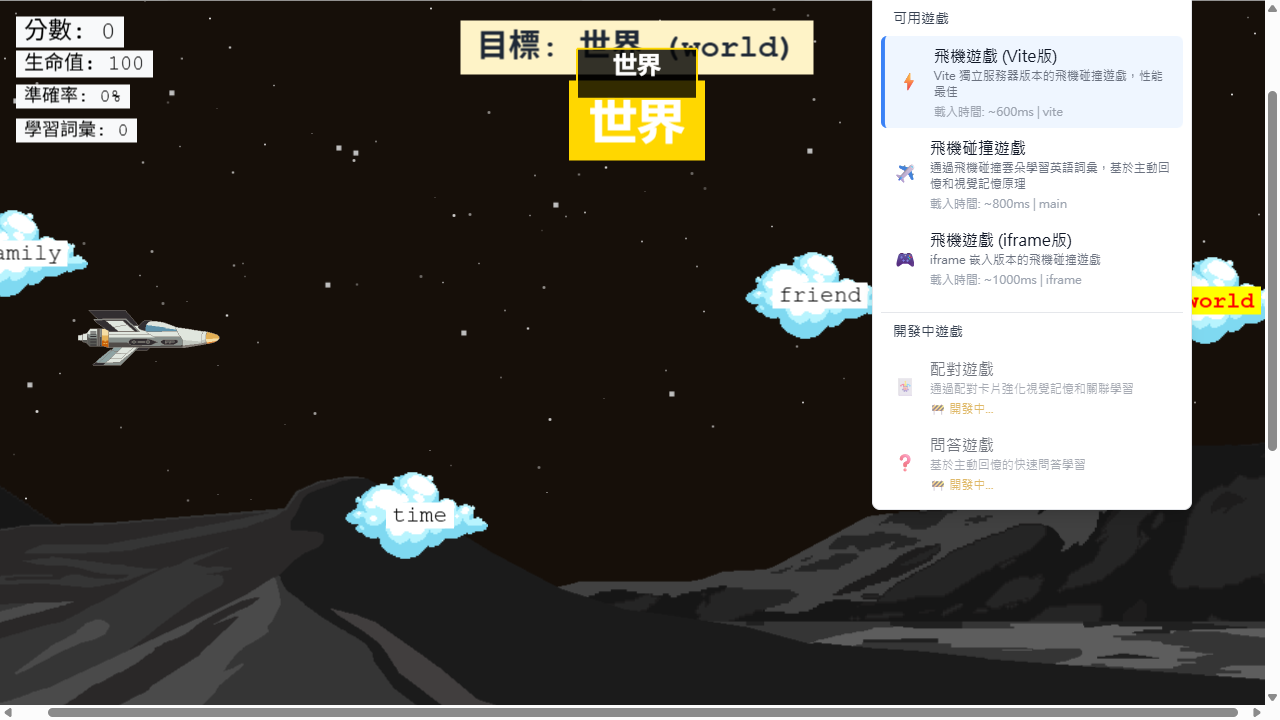 分數: 0
生命值: 100
準確率: 0%
學習詞彙: 0
目標: 世界 (world)
世界
世界
amily
friend
world
time
可用遊戲
飛機遊戲 (Vite版)
Vite 獨立服務器版本的飛機碰撞遊戲，性能
最佳
載入時間: ~600ms | vite
飛機碰撞遊戲
通過飛機碰撞雲朵學習英語詞彙，基於主動回
憶和視覺記憶原理
載入時間: ~800ms | main
飛機遊戲 (iframe版)
iframe 嵌入版本的飛機碰撞遊戲
載入時間: ~1000ms | iframe
開發中遊戲
配對遊戲
通過配對卡片強化視覺記憶和關聯學習
開發中...
問答遊戲
基於主動回憶的快速問答學習
開發中...